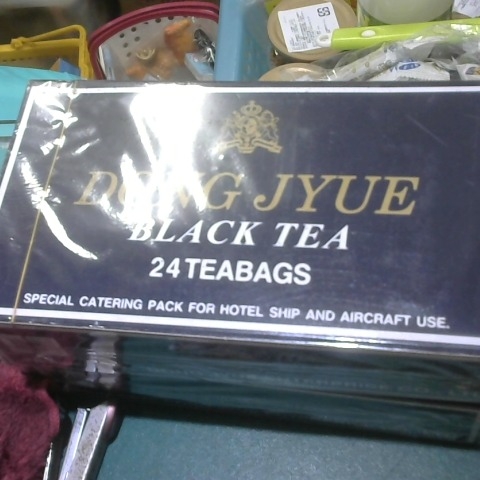 DONG JYUE
BLACK TEA
24 TEABAGS
SPECIAL CATERING PACK FOR HOTEL SHIP AND AIRCRAFT USE.